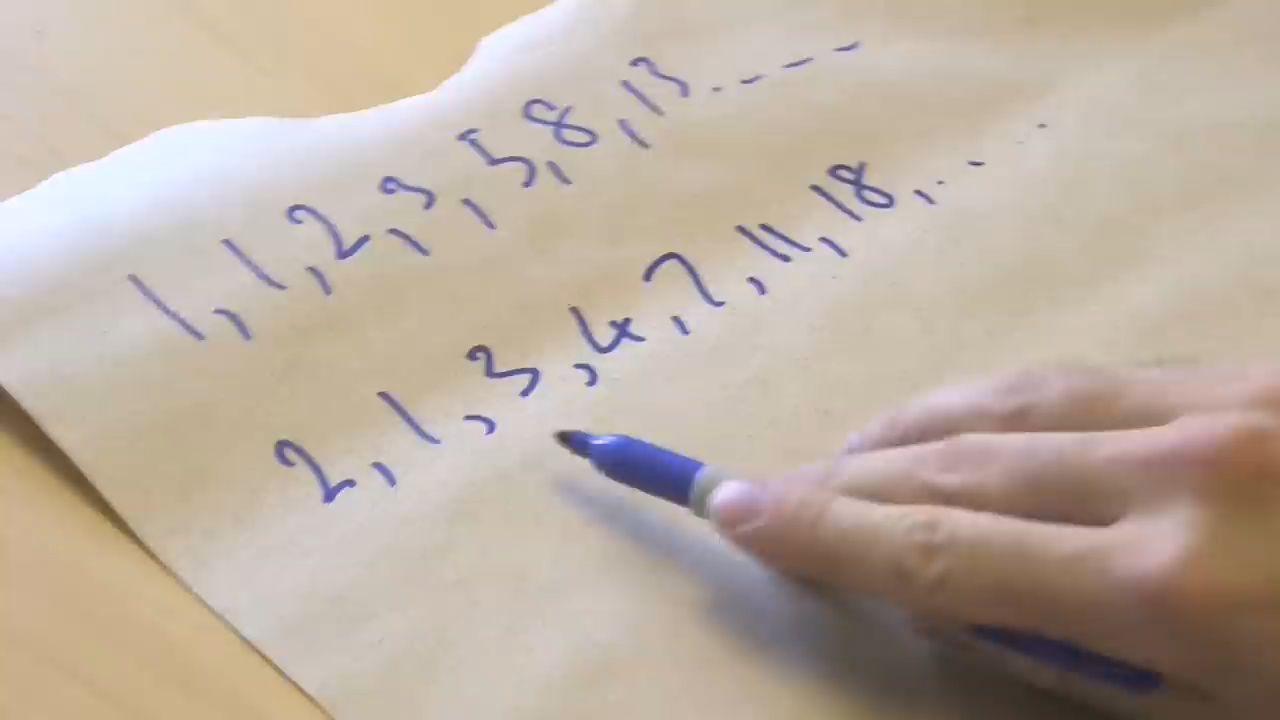 1, 1, 2, 3, 5, 8, 13....
2, 1, 3, 4, 7, 11, 18, ....